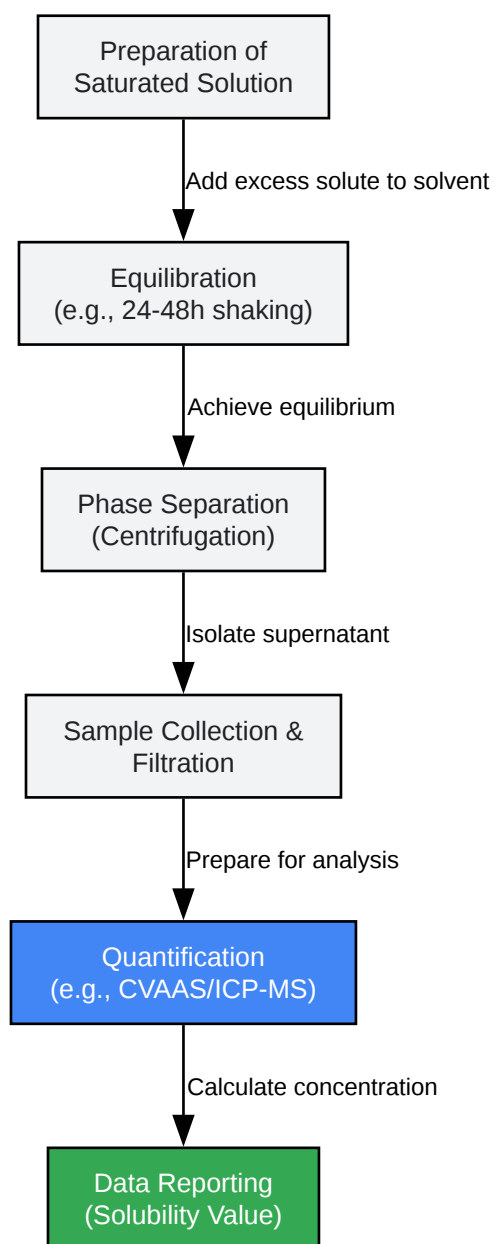 Preparation of
Saturated Solution
Add excess solute to solvent
Equilibration
(e.g., 24-48h shaking)
Achieve equilibrium
Phase Separation
(Centrifugation)
Isolate supernatant
Sample Collection &
Filtration
Prepare for analysis
Quantification
(e.g., CVAAS/ICP-MS)
Calculate concentration
Data Reporting
(Solubility Value)